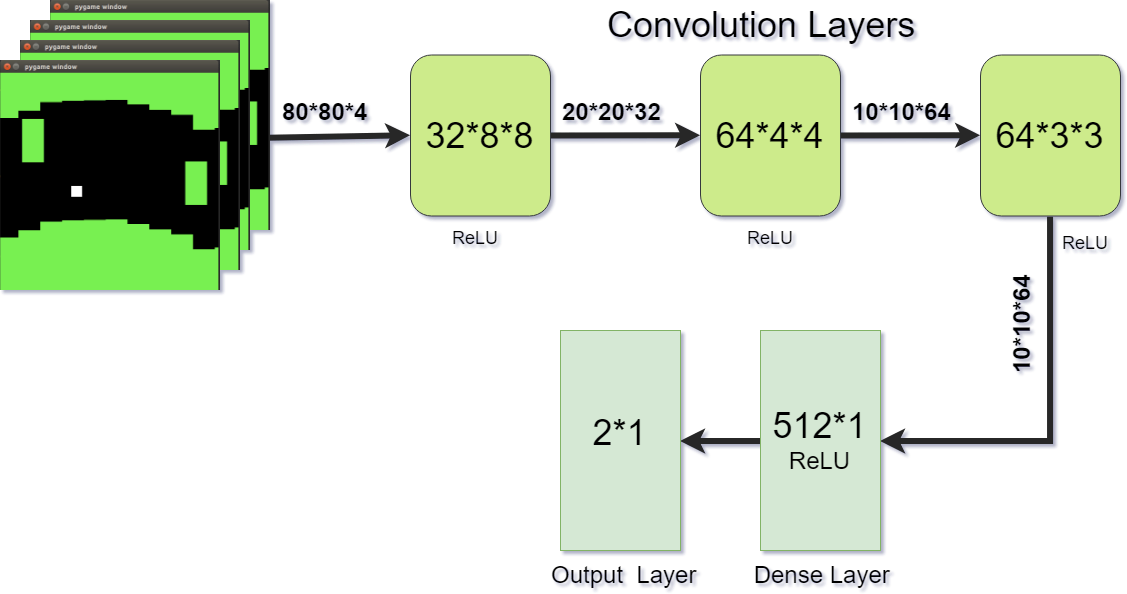 pygame window
pygame window
pygame window
pygame window
Convolution Layers
80*80*4
32*8*8
20*20*32
64*4*4
10*10*64
64*3*3
ReLU
ReLU
ReLU
10*10*64
2*1
512*1
ReLU
Output Layer
Dense Layer